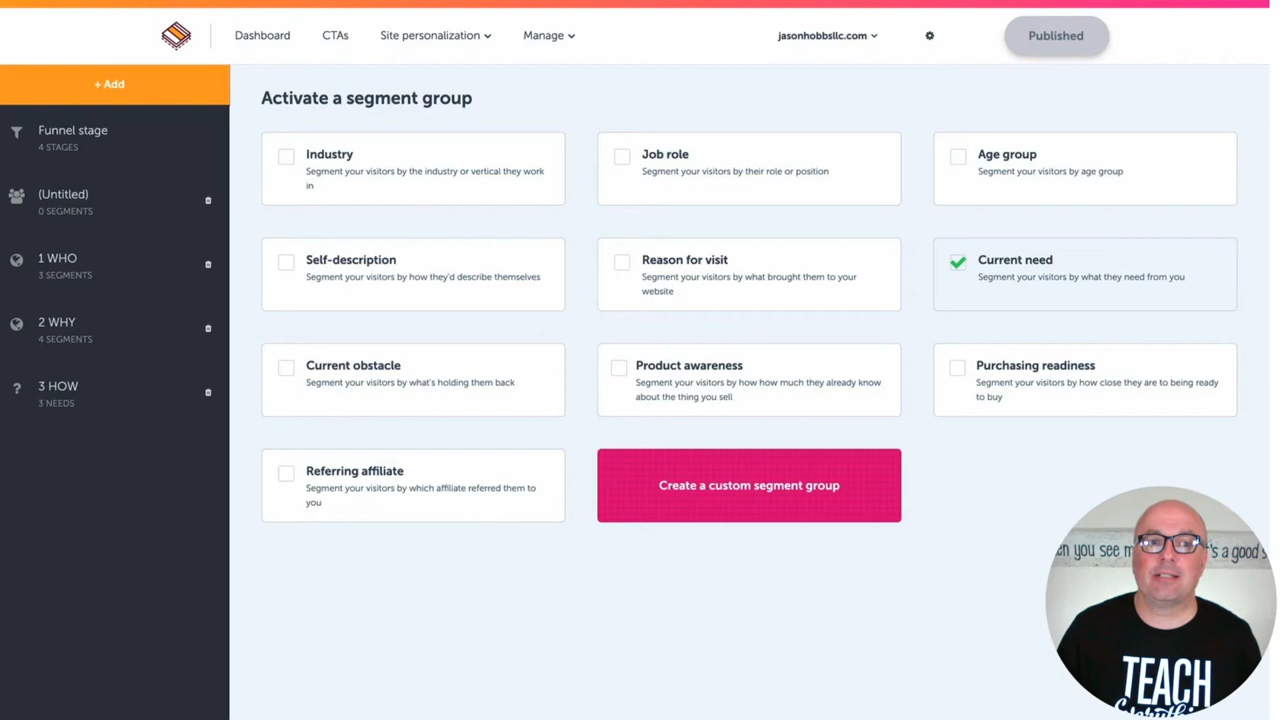 Dashboard
CTAs
Site personalization
Manage
jasonhobbsllc.com
Published
+ Add
Funnel stage
4 STAGES
(Untitled)
0 SEGMENTS
1 WHO
3 SEGMENTS
2 WHY
4 SEGMENTS
3 HOW
3 NEEDS
Activate a segment group
Industry
Segment your visitors by the industry or vertical they work
in
Job role
Segment your visitors by their role or position
Age group
Segment your visitors by age group
Self-description
Segment your visitors by how they'd describe themselves
Reason for visit
Segment your visitors by what brought them to your
website
Current need
Segment your visitors by what they need from you
Current obstacle
Segment your visitors by what's holding them back
Product awareness
Segment your visitors by how how much they already know
about the thing you sell
Purchasing readiness
Segment your visitors by how close they are to being ready
to buy
Referring affiliate
Segment your visitors by which affiliate referred them to
you
Create a custom segment group
you see
's a good
TEACH